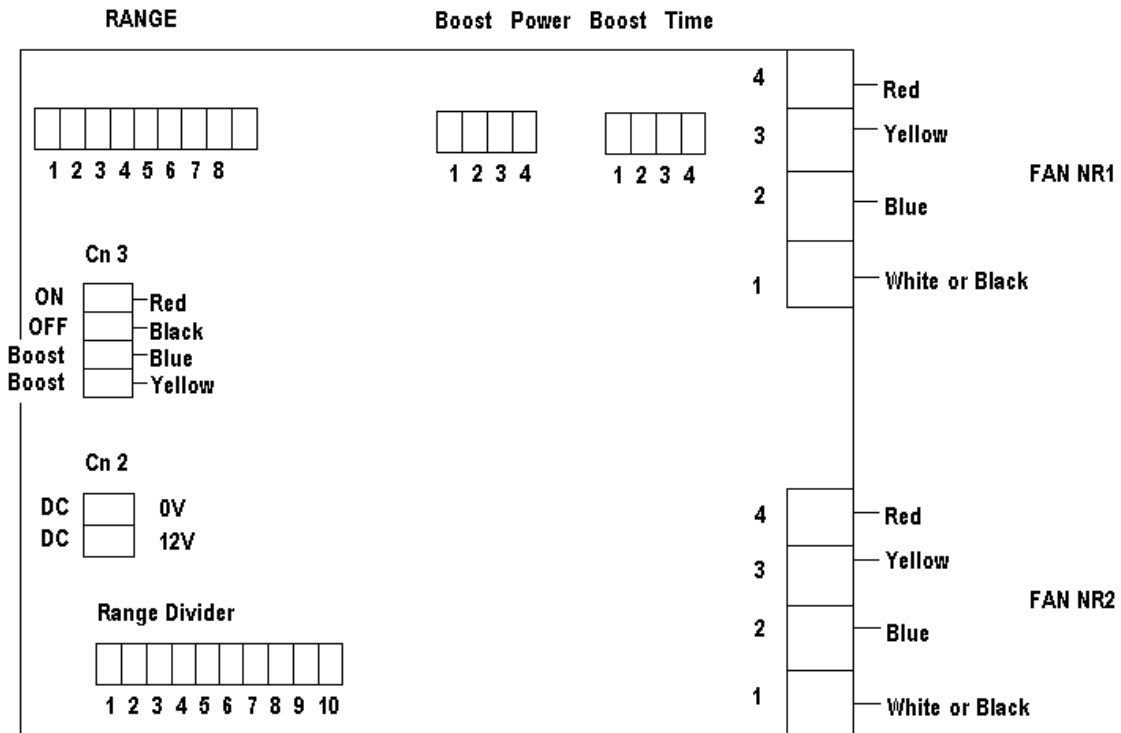 RANGE
Boost Power Boost Time
1 2 3 4 5 6 7 8
1 2 3 4
1 2 3 4
4 Red
3 Yellow
2 Blue
1 White or Black
FAN NR1
Cn 3
ON Red
OFF Black
Boost Blue
Boost Yellow
Cn 2
DC 0V
DC 12V
Range Divider
1 2 3 4 5 6 7 8 9 10
4 Red
3 Yellow
2 Blue
1 White or Black
FAN NR2